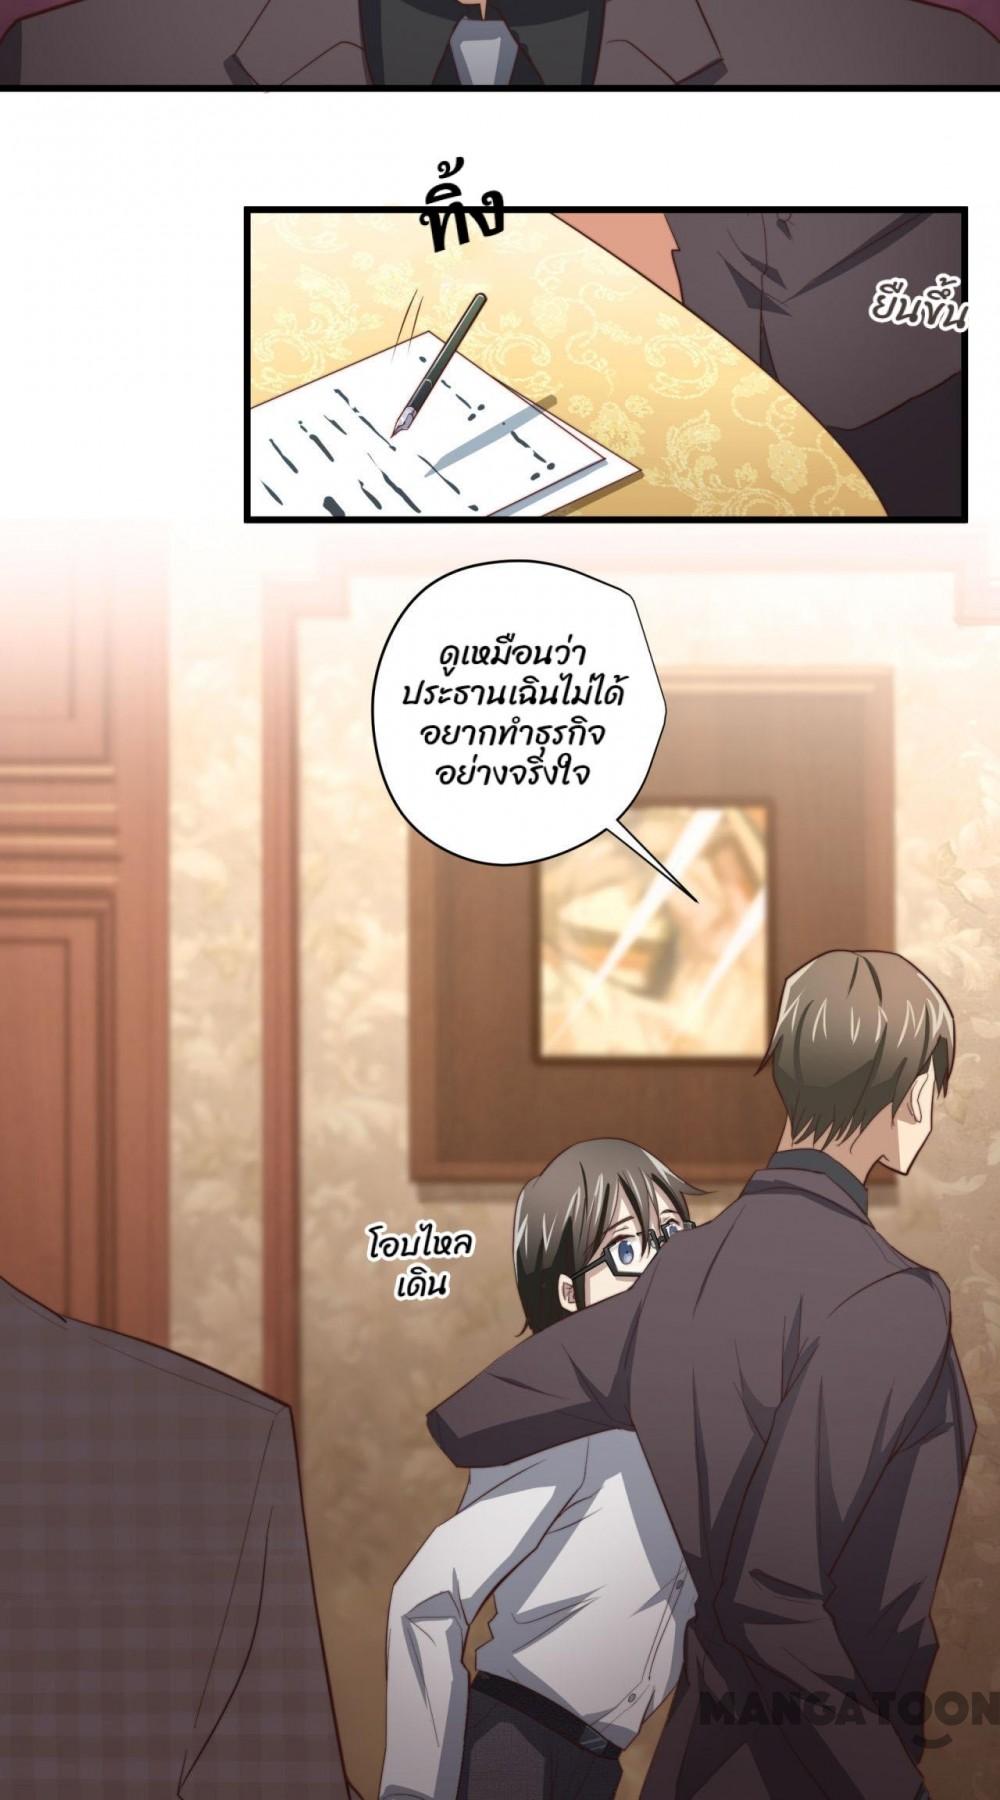 ทิ้ง
ยืนขึ้น
ดูเหมือนว่า
ประธานเฉินไม่ได้
อยากทำธุรกิจ
อย่างจริงใจ
โอบไหล
เดิน
MANGATOON